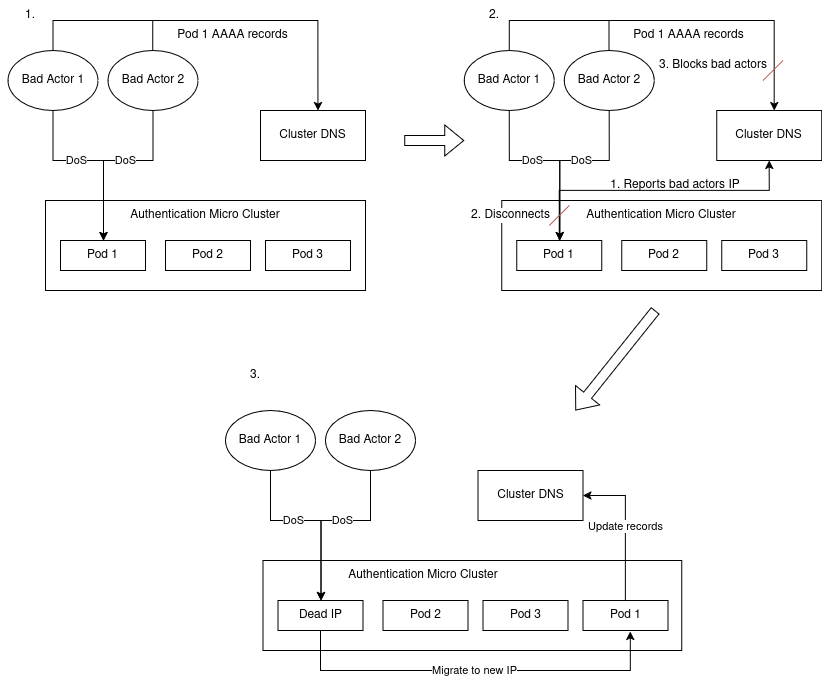 1.
Pod 1 AAAA records
Bad Actor 1
Bad Actor 2
Cluster DNS
DoS
DoS
Authentication Micro Cluster
Pod 1
Pod 2
Pod 3
2.
Pod 1 AAAA records
3. Blocks bad actors
Bad Actor 1
Bad Actor 2
Cluster DNS
DoS
DoS
1. Reports bad actors IP
2. Disconnects
Authentication Micro Cluster
Pod 1
Pod 2
Pod 3
3.
Bad Actor 1
Bad Actor 2
Cluster DNS
DoS
DoS
Update records
Authentication Micro Cluster
Dead IP
Pod 2
Pod 3
Pod 1
Migrate to new IP